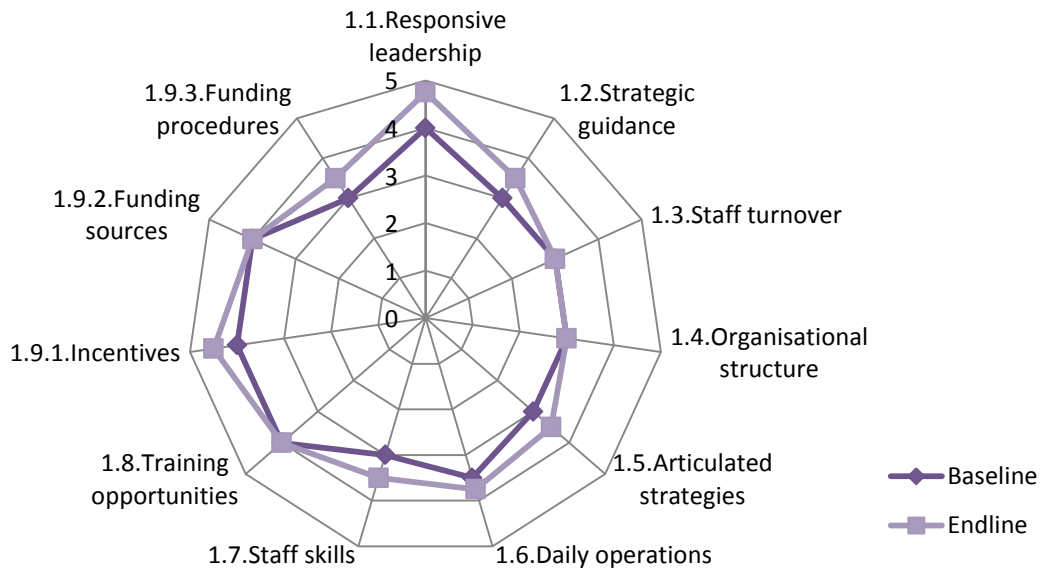 1.1.Responsive
leadership
1.2.Strategic
guidance
1.3.Staff turnover
1.4.Organisational
structure
1.5.Articulated
strategies
1.6.Daily operations
1.7.Staff skills
1.8.Training
opportunities
1.9.1.Incentives
1.9.2.Funding
sources
1.9.3.Funding
procedures
5
4
3
2
1
0
Baseline
Endline